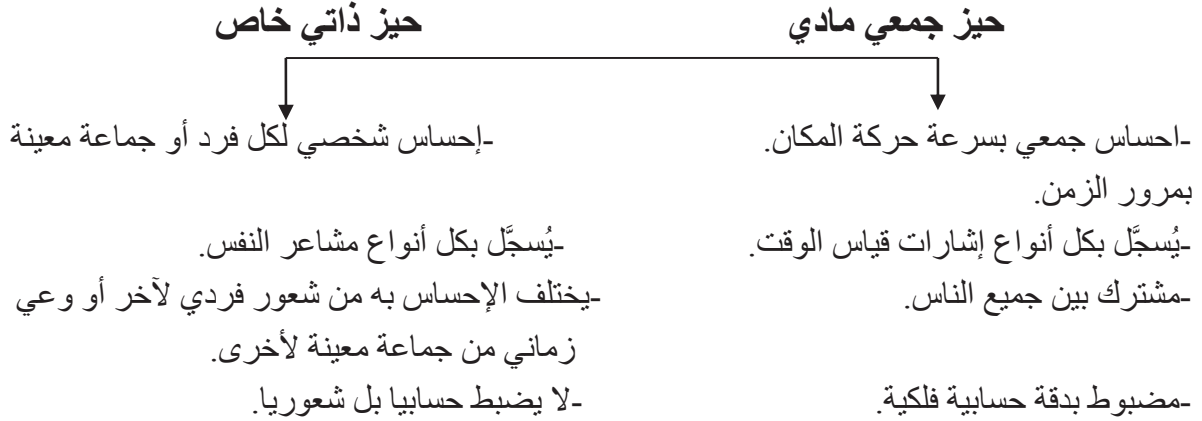 حيز جمعي مادي حيز ذاتي خاص
-احساس جمعي بسرعة حركة المكان. -إحساس شخصي لكل فرد أو جماعة معينة
بمرور الزمن.
-يُسجَّل بكل أنواع إشارات قياس الوقت. -يُسجَّل بكل أنواع مشاعر النفس.
-مشترك بين جميع الناس. -يختلف الإحساس به من شعور فردي لآخر أو وعي
زماني من جماعة معينة لأخرى.
-مضبوط بدقة حسابية فلكية. -لا يضبط حسابيا بل شعوريا.